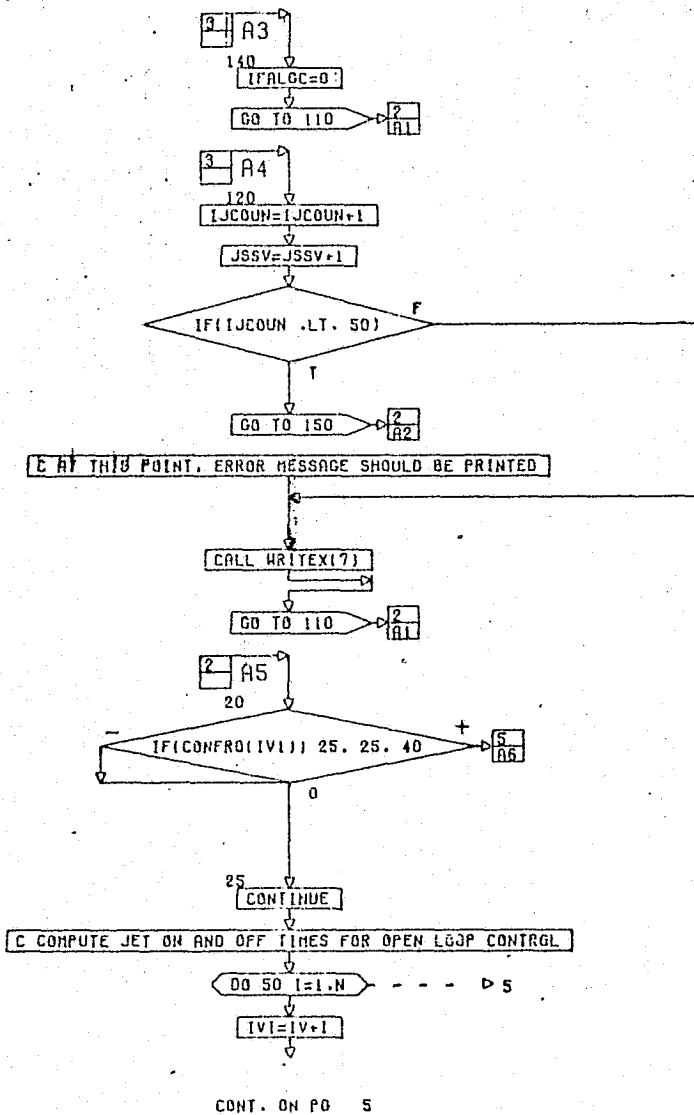 3 A3
140
IFALGC=0
GO TO 110 2 A1
3 A4
120
IJCOUN=IJCOUN+1
JSSV=JSSV+1
IF(IJCOUN .LT. 50) F
T
GO TO 150 2 A2
C AT THIS POINT, ERROR MESSAGE SHOULD BE PRINTED
CALL WRITEX(7)
GO TO 110 2 A1
2 A5
20
- IF(CONFRO(IV1)) 25, 25, 40 + 5 A6
0
25
CONTINUE
C COMPUTE JET ON AND OFF TIMES FOR OPEN LOOP CONTROL
DO 50 I=1,N 5
IVI=IV+I
CONT. ON PG 5